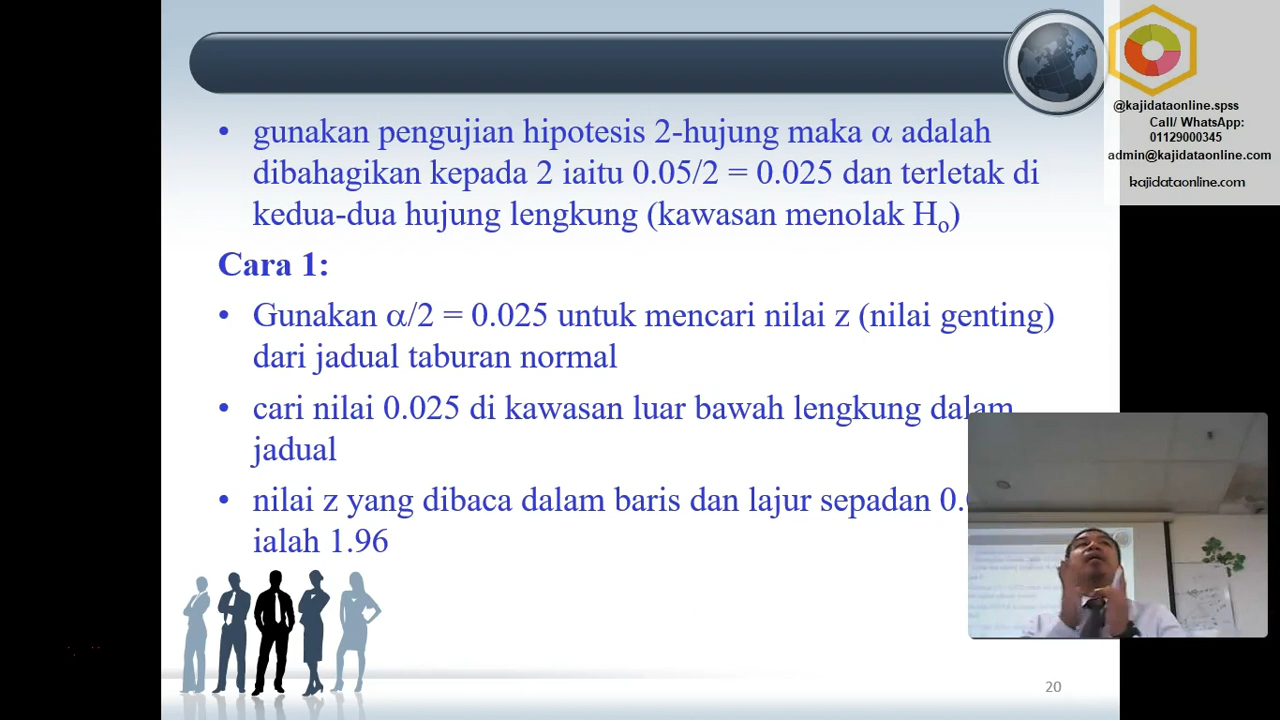 gunakan pengujian hipotesis 2-hujung maka α adalah
dibahagikan kepada 2 iaitu 0.05/2 = 0.025 dan terletak di
kedua-dua hujung lengkung (kawasan menolak Ho)
Cara 1:
Gunakan α/2 = 0.025 untuk mencari nilai z (nilai genting)
dari jadual taburan normal
cari nilai 0.025 di kawasan luar bawah lengkung dalam
jadual
nilai z yang dibaca dalam baris dan lajur sepadan
ialah 1.96
20
@kajidataonline.spss
Call/ WhatsApp:
01129000345
admin@kajidataonline.com
kajidataonline.com